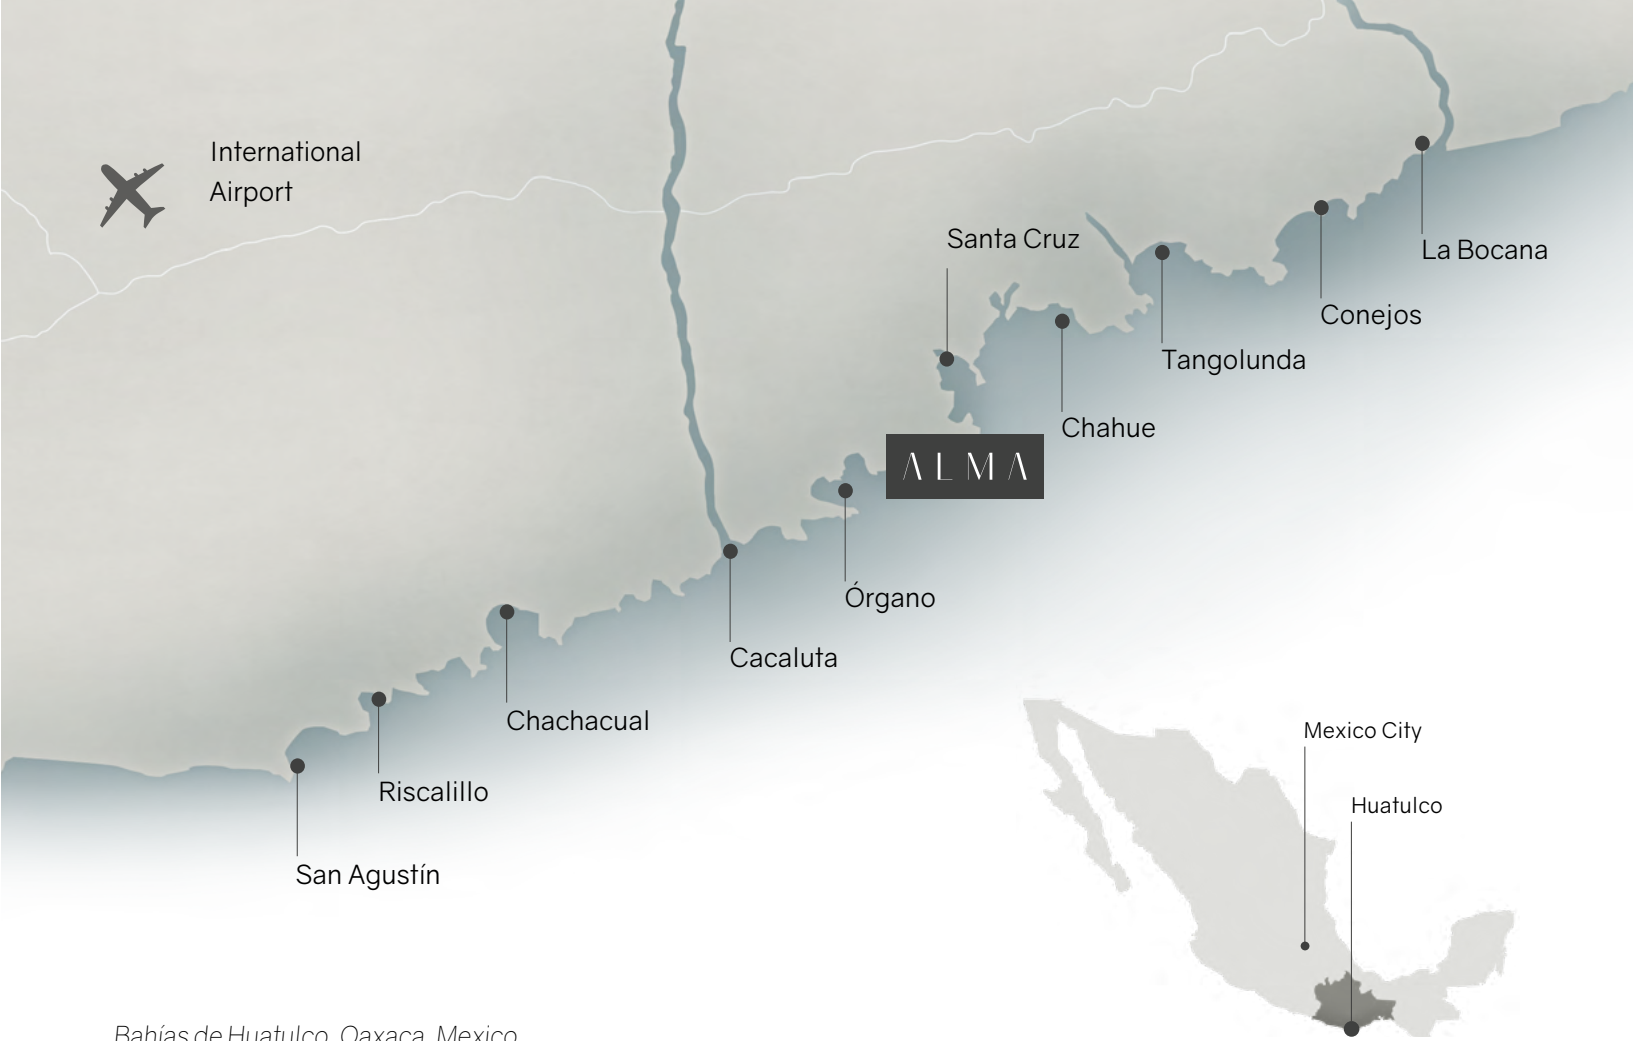 International
Airport
Santa Cruz
La Bocana
Conejos
Tangolunda
Chahue
ALMA
Órgano
Cacaluta
Chachacual
Riscalillo
San Agustín
Mexico City
Huatulco
Bahías de Huatulco, Oaxaca, Mexico